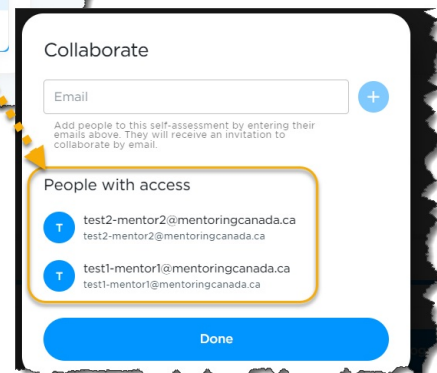 Collaborate
Email
+
Add people to this self-assessment by entering their
emails above. They will receive an invitation to
collaborate by email.
People with access
T
test2-mentor2@mentoringcanada.ca
test2-mentor2@mentoringcanada.ca
T
test1-mentor1@mentoringcanada.ca
test1-mentor1@mentoringcanada.ca
Done